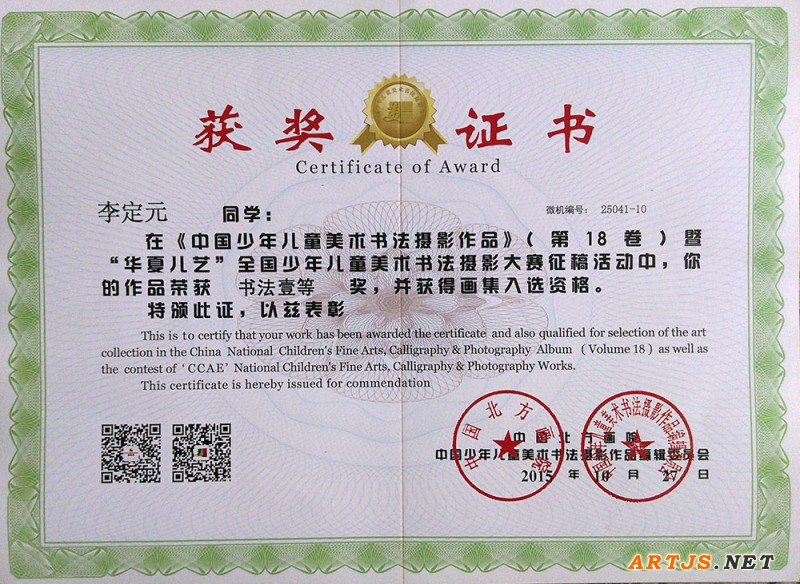 获奖证书
Certificate of Award
李定元 同学：
微机编号： 25041-10
在《中国少年儿童美术书法摄影作品》（第18卷）暨
“华夏儿艺”全国少年儿童美术书法摄影大赛征稿活动中，你
的作品荣获 书法壹等 奖，并获得画集入选资格。
特颁此证，以兹表彰
This is to certify that your work has been awarded the certificate and also qualified for selection of the art
collection in the China National Children's Fine Arts, Calligraphy & Photography Album （Volume 18）as well as
the contest of ‘CCAE’ National Children's Fine Arts, Calligraphy & Photography Works.
This certificate is hereby issued for commendation
中国北方画院
中国少年儿童美术书法摄影作品编辑委员会
2015 年 10 月 27 日
中国北方画院
ARTJS.NET